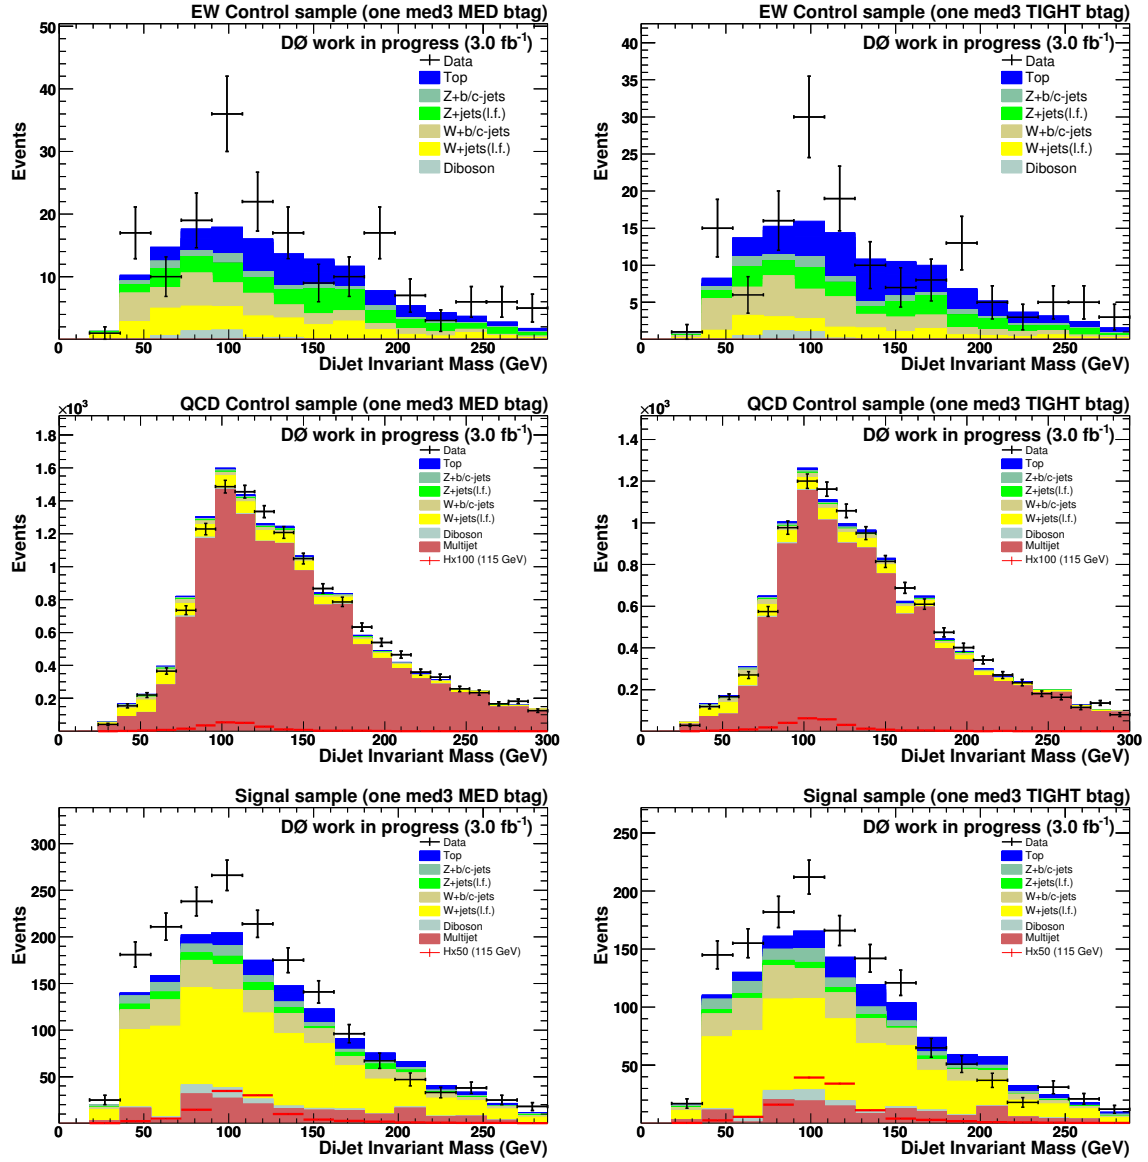 EW Control sample (one med3 MED btag)
DØ work in progress (3.0 fb-1)
Data
Top
Z+b/c-jets
Z+jets(l.f.)
W+b/c-jets
W+jets(l.f.)
Diboson
Events
50
40
30
20
10
0 50 100 150 200 250
DiJet Invariant Mass (GeV)
EW Control sample (one med3 TIGHT btag)
DØ work in progress (3.0 fb-1)
Data
Top
Z+b/c-jets
Z+jets(l.f.)
W+b/c-jets
W+jets(l.f.)
Diboson
Events
40
35
30
25
20
15
10
5
0 50 100 150 200 250
DiJet Invariant Mass (GeV)
×103
QCD Control sample (one med3 MED btag)
DØ work in progress (3.0 fb-1)
Data
Top
Z+b/c-jets
Z+jets(l.f.)
W+b/c-jets
W+jets(l.f.)
Diboson
Multijet
Hx100 (115 GeV)
Events
1.8
1.6
1.4
1.2
1
0.8
0.6
0.4
0.2
0 50 100 150 200 250 300
DiJet Invariant Mass (GeV)
×103
QCD Control sample (one med3 TIGHT btag)
DØ work in progress (3.0 fb-1)
Data
Top
Z+b/c-jets
Z+jets(l.f.)
W+b/c-jets
W+jets(l.f.)
Diboson
Multijet
Hx100 (115 GeV)
Events
1.4
1.2
1
0.8
0.6
0.4
0.2
0 50 100 150 200 250 300
DiJet Invariant Mass (GeV)
Signal sample (one med3 MED btag)
DØ work in progress (3.0 fb-1)
Data
Top
Z+b/c-jets
Z+jets(l.f.)
W+b/c-jets
W+jets(l.f.)
Diboson
Multijet
Hx50 (115 GeV)
Events
300
250
200
150
100
50
0 50 100 150 200 250
DiJet Invariant Mass (GeV)
Signal sample (one med3 TIGHT btag)
DØ work in progress (3.0 fb-1)
Data
Top
Z+b/c-jets
Z+jets(l.f.)
W+b/c-jets
W+jets(l.f.)
Diboson
Multijet
Hx50 (115 GeV)
Events
250
200
150
100
50
0 50 100 150 200 250
DiJet Invariant Mass (GeV)